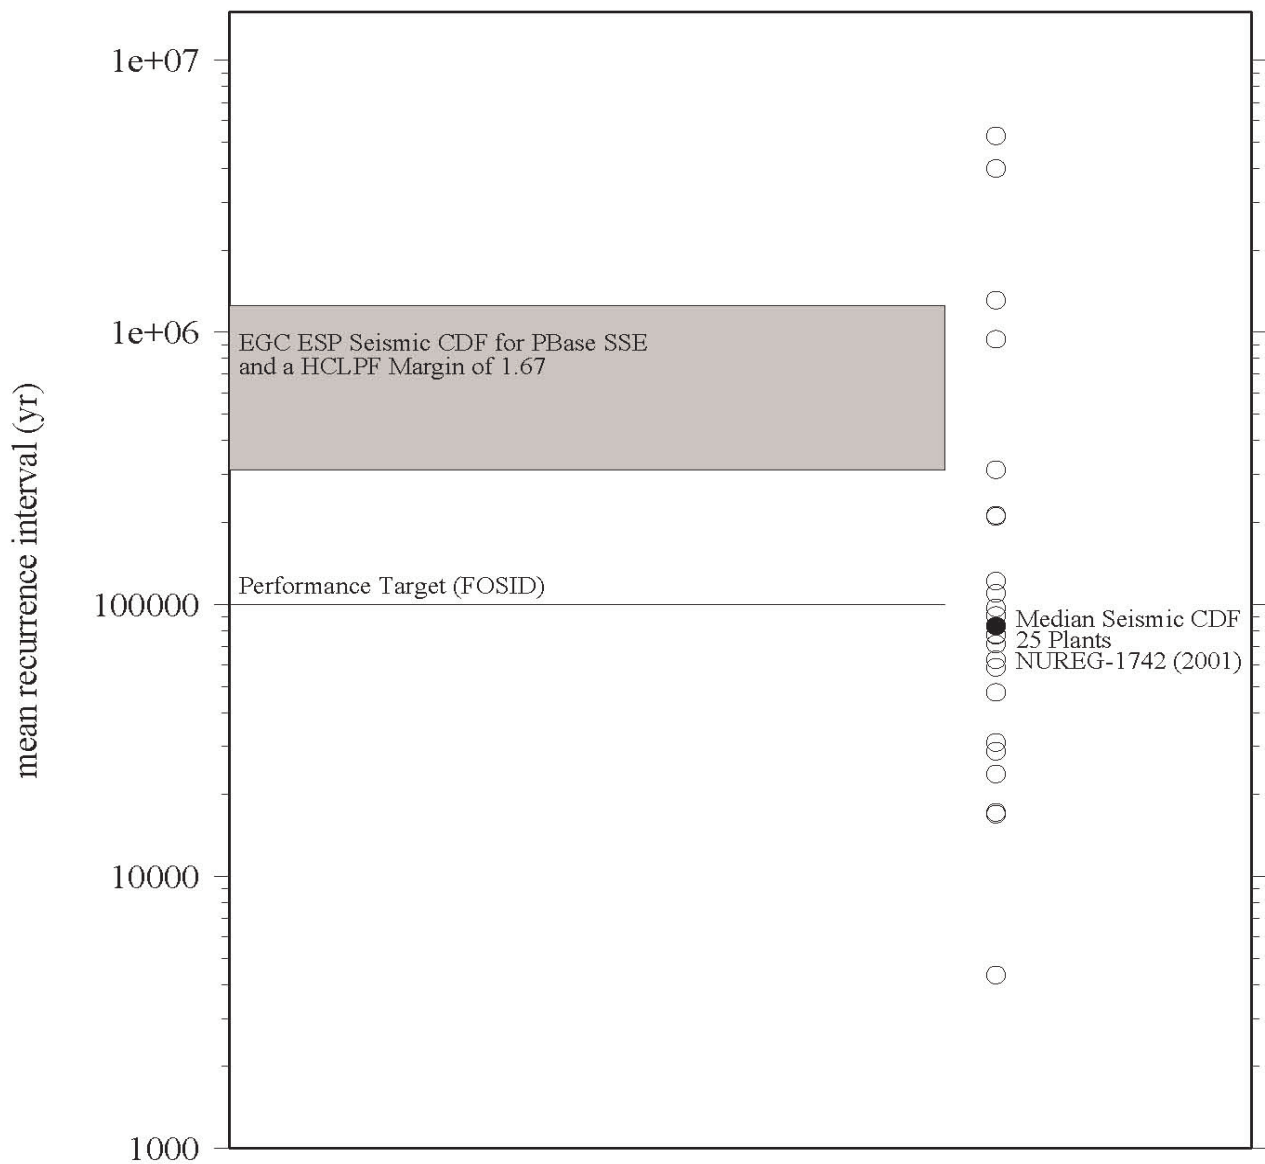 1e+07
1e+06
100000
10000
1000
mean recurrence interval (yr)
EGC ESP Seismic CDF for PBase SSE
and a HCLPF Margin of 1.67
Performance Target (FOSID)
Median Seismic CDF
25 Plants
NUREG-1742 (2001)